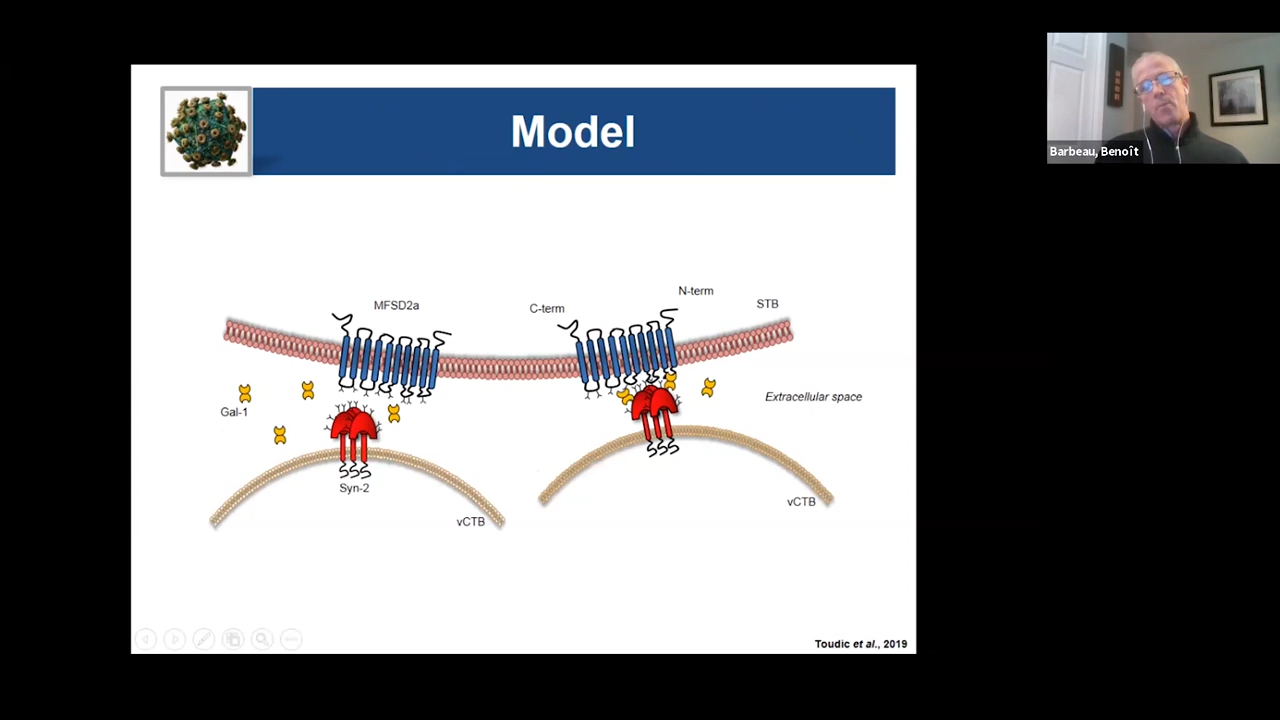 Model
Barbeau, Benoît
MFSD2a
C-term
N-term
STB
Gal-1
Extracellular space
Syn-2
vCTB
vCTB
Toudic et al., 2019